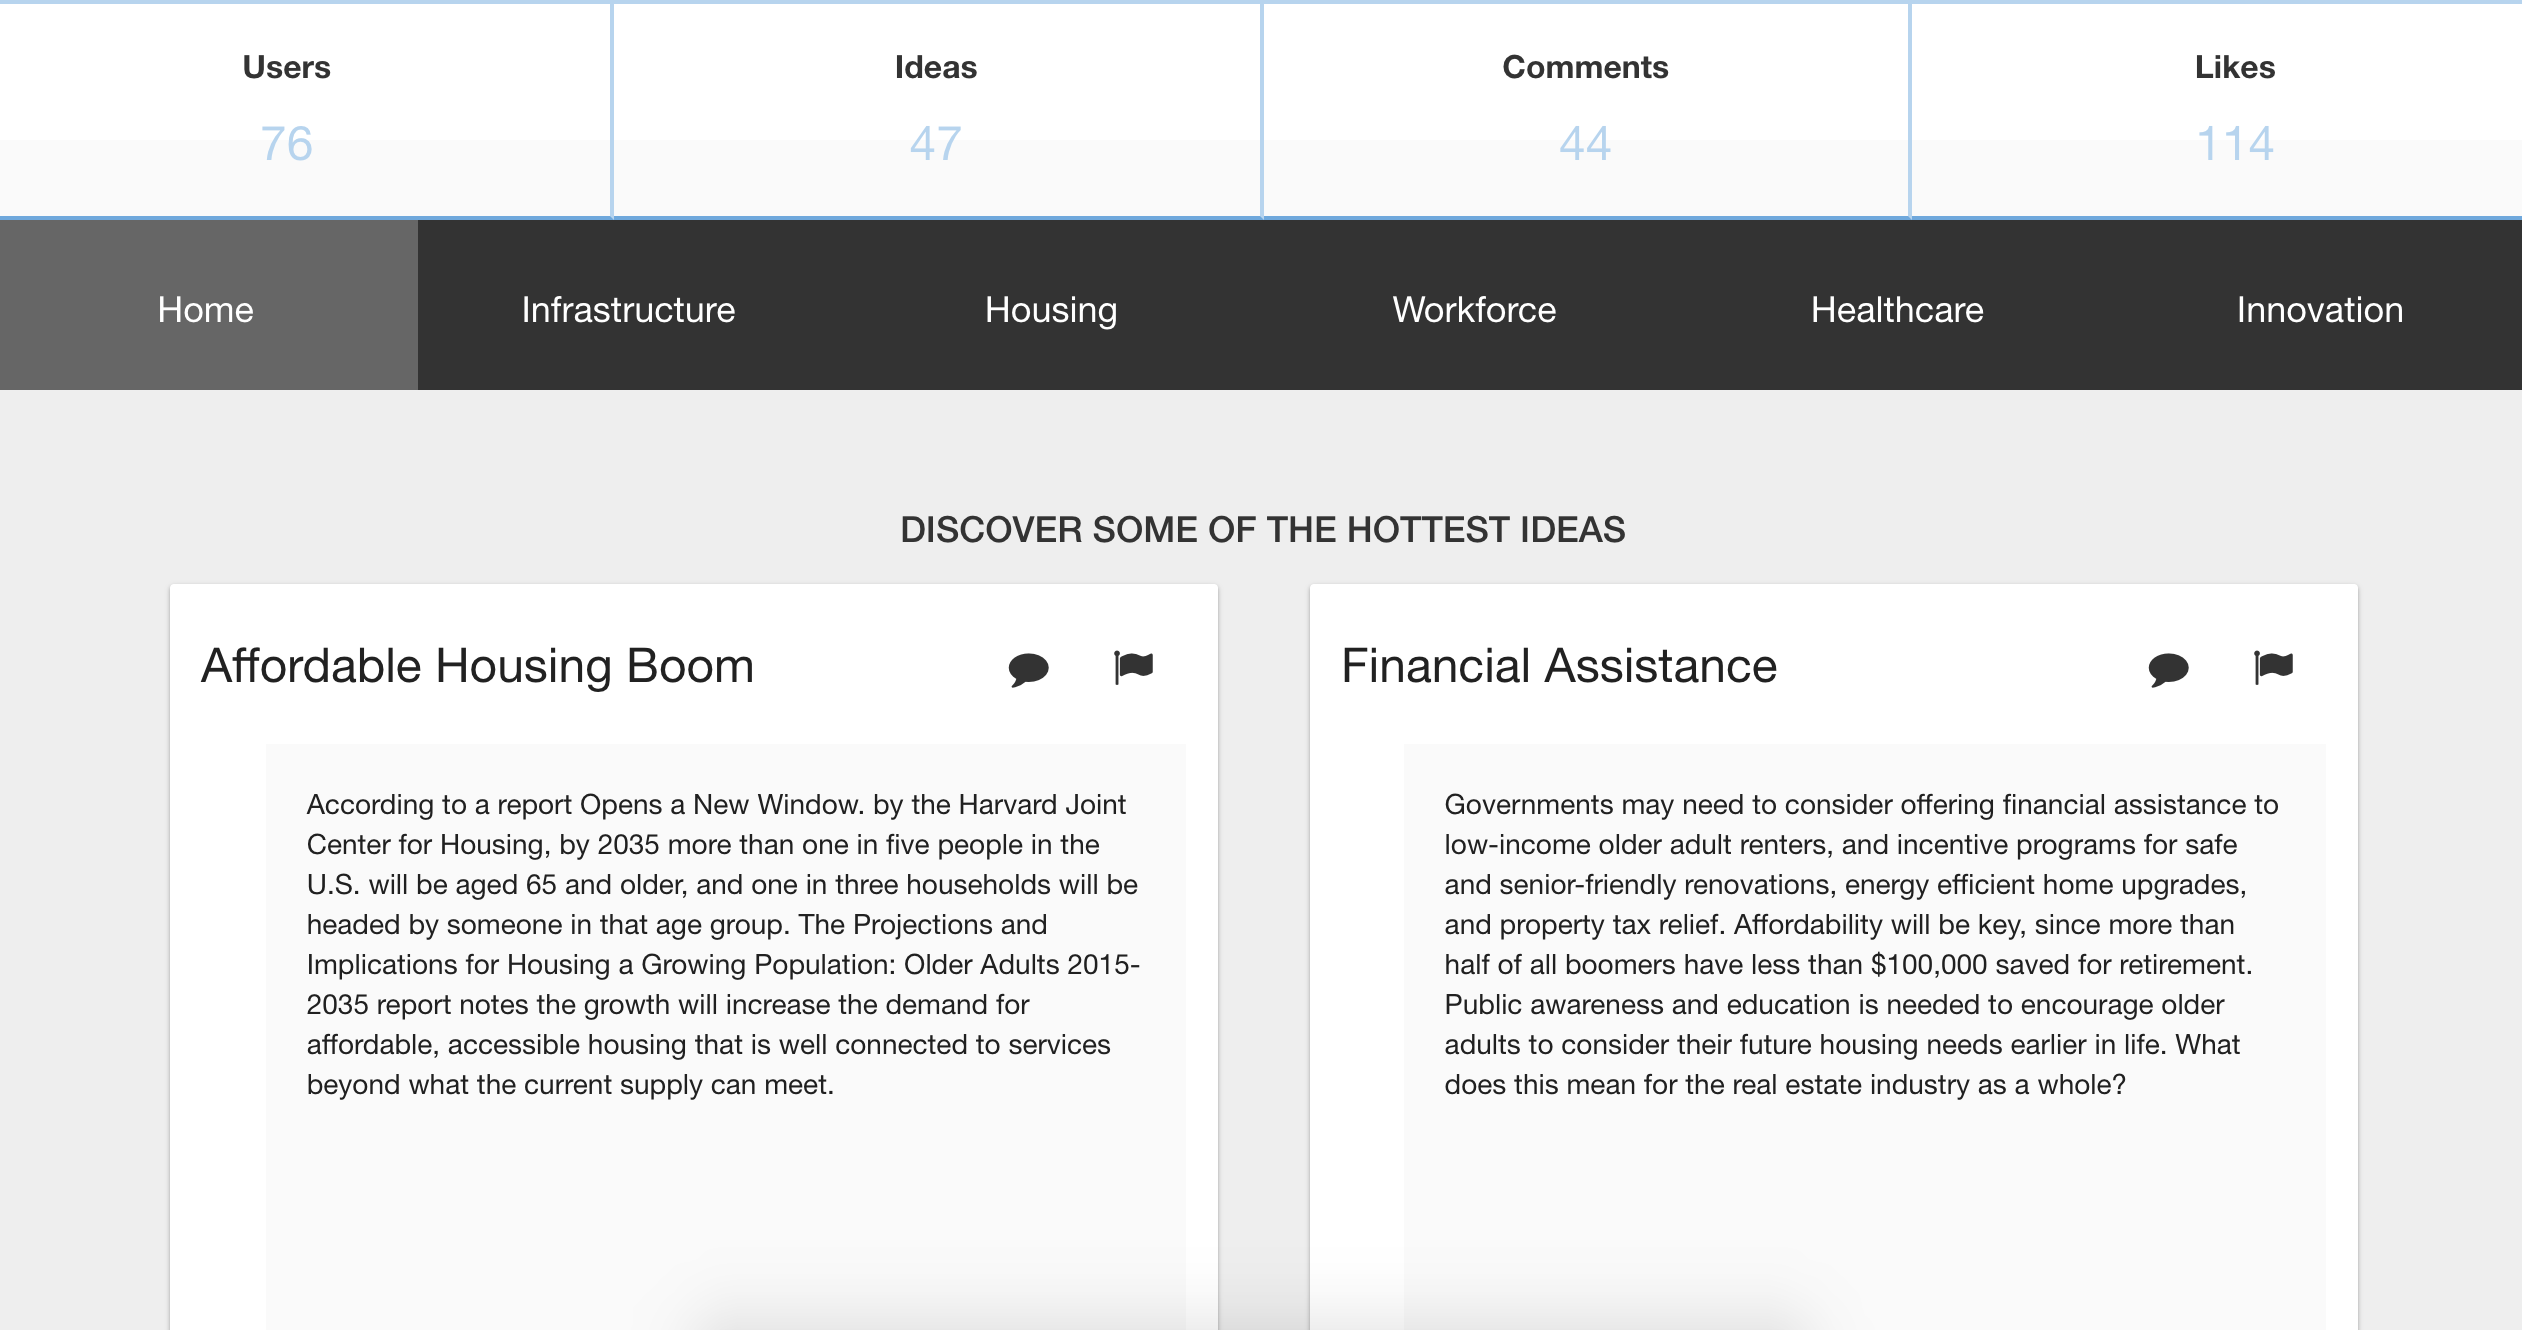 Users Ideas Comments Likes
76 47 44 114
Home Infrastructure Housing Workforce Healthcare Innovation
DISCOVER SOME OF THE HOTTEST IDEAS
Affordable Housing Boom
According to a report Opens a New Window. by the Harvard Joint
Center for Housing, by 2035 more than one in five people in the
U.S. will be aged 65 and older, and one in three households will be
headed by someone in that age group. The Projections and
Implications for Housing a Growing Population: Older Adults 2015-
2035 report notes the growth will increase the demand for
affordable, accessible housing that is well connected to services
beyond what the current supply can meet.
Financial Assistance
Governments may need to consider offering financial assistance to
low-income older adult renters, and incentive programs for safe
and senior-friendly renovations, energy efficient home upgrades,
and property tax relief. Affordability will be key, since more than
half of all boomers have less than $100,000 saved for retirement.
Public awareness and education is needed to encourage older
adults to consider their future housing needs earlier in life. What
does this mean for the real estate industry as a whole?